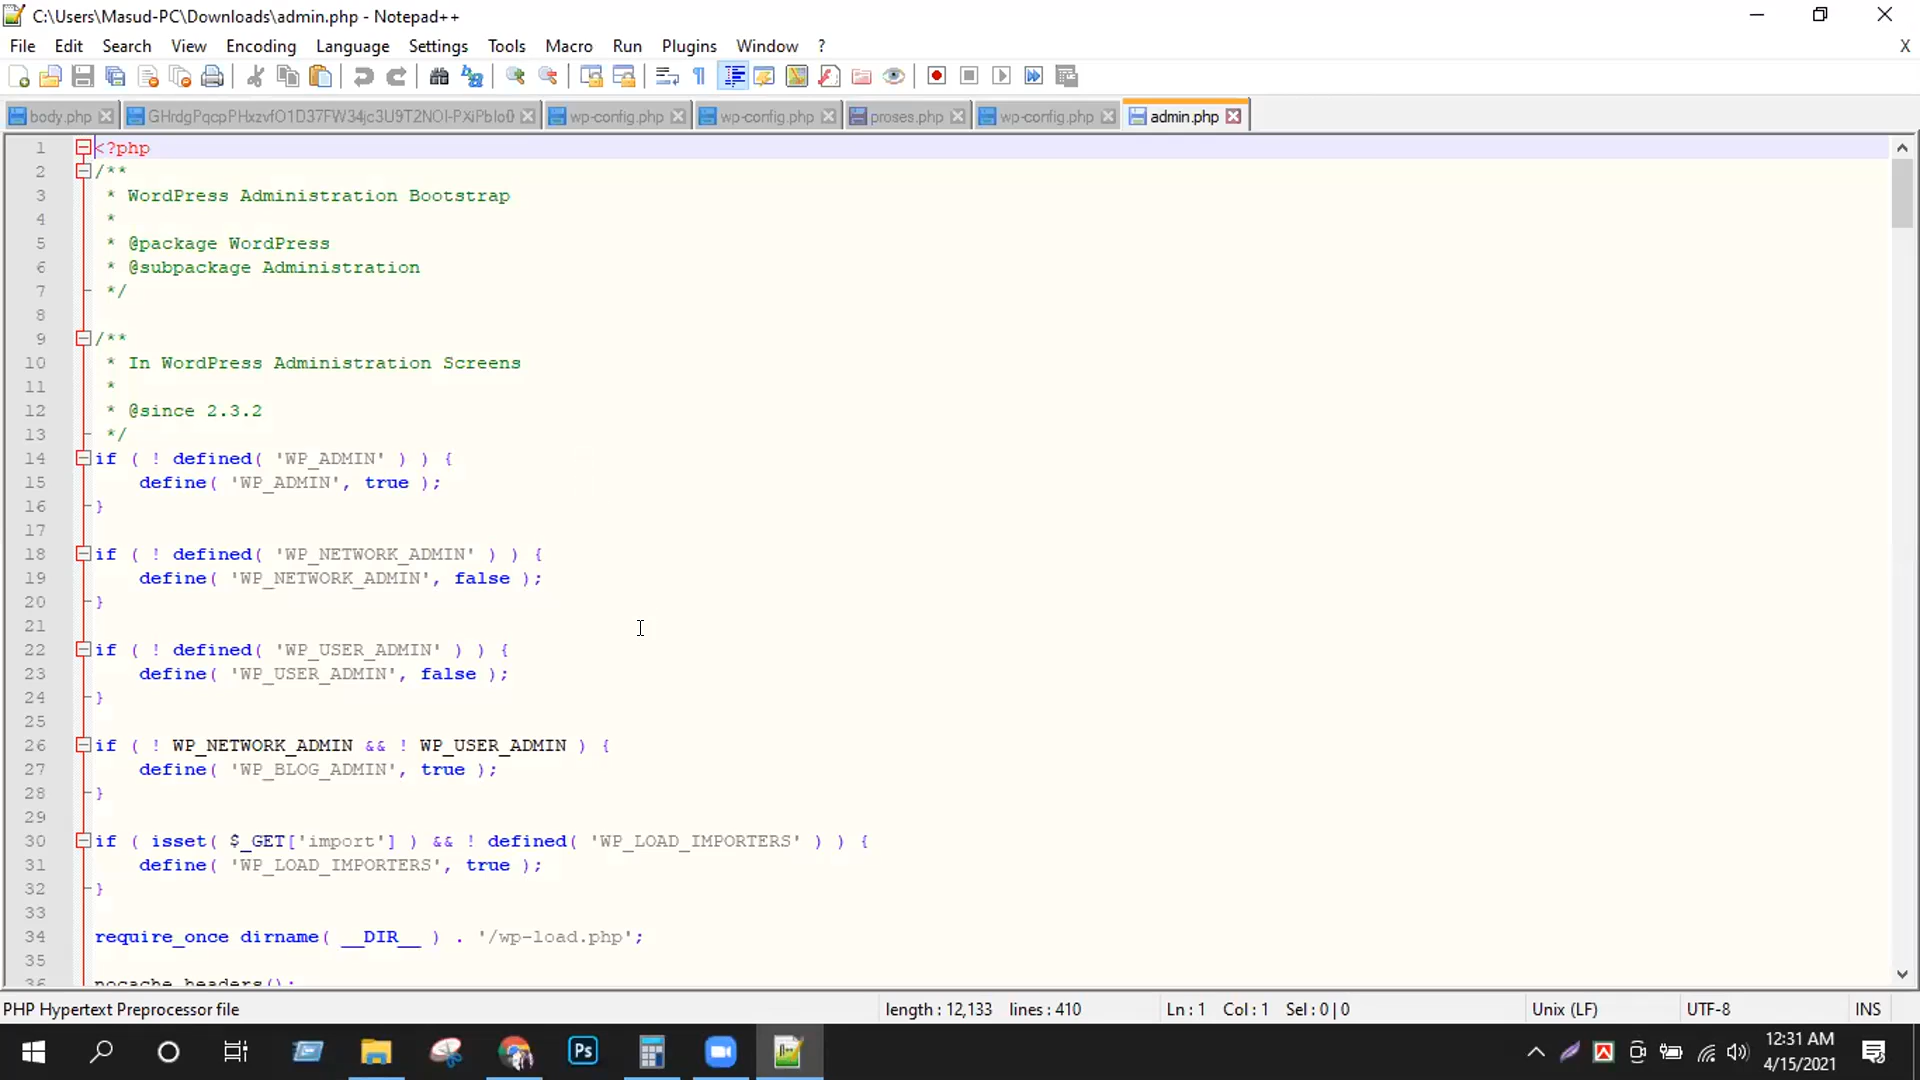 C:\Users\Masud-PC\Downloads\admin.php - Notepad++
File Edit Search View Encoding Language Settings Tools Macro Run Plugins Window ? X
body.php wp-config.php wp-config.php proses.php wp-config.php admin.php
1 <?php
2 /**
3 * WordPress Administration Bootstrap
4 *
5 * @package WordPress
6 * @subpackage Administration
7 */
8
9 /**
10 * In WordPress Administration Screens
11 *
12 * @since 2.3.2
13 */
14 if ( ! defined( 'WP_ADMIN' ) ) {
15 define( 'WP_ADMIN', true );
16 }
17
18 if ( ! defined( 'WP_NETWORK_ADMIN' ) ) {
19 define( 'WP_NETWORK_ADMIN', false );
20 }
21
22 if ( ! defined( 'WP_USER_ADMIN' ) ) {
23 define( 'WP_USER_ADMIN', false );
24 }
25
26 if ( ! WP_NETWORK_ADMIN && ! WP_USER_ADMIN ) {
27 define( 'WP_BLOG_ADMIN', true );
28 }
29
30 if ( isset( $_GET['import'] ) && ! defined( 'WP_LOAD_IMPORTERS' ) ) {
31 define( 'WP_LOAD_IMPORTERS', true );
32 }
33
34 require_once dirname( __DIR__ ) . '/wp-load.php';
35
36 nocache_headers();
PHP Hypertext Preprocessor file length : 12,133 lines : 410 Ln : 1 Col : 1 Sel : 0 | 0 Unix (LF) UTF-8 INS
Ps
12:31 AM
4/15/2021